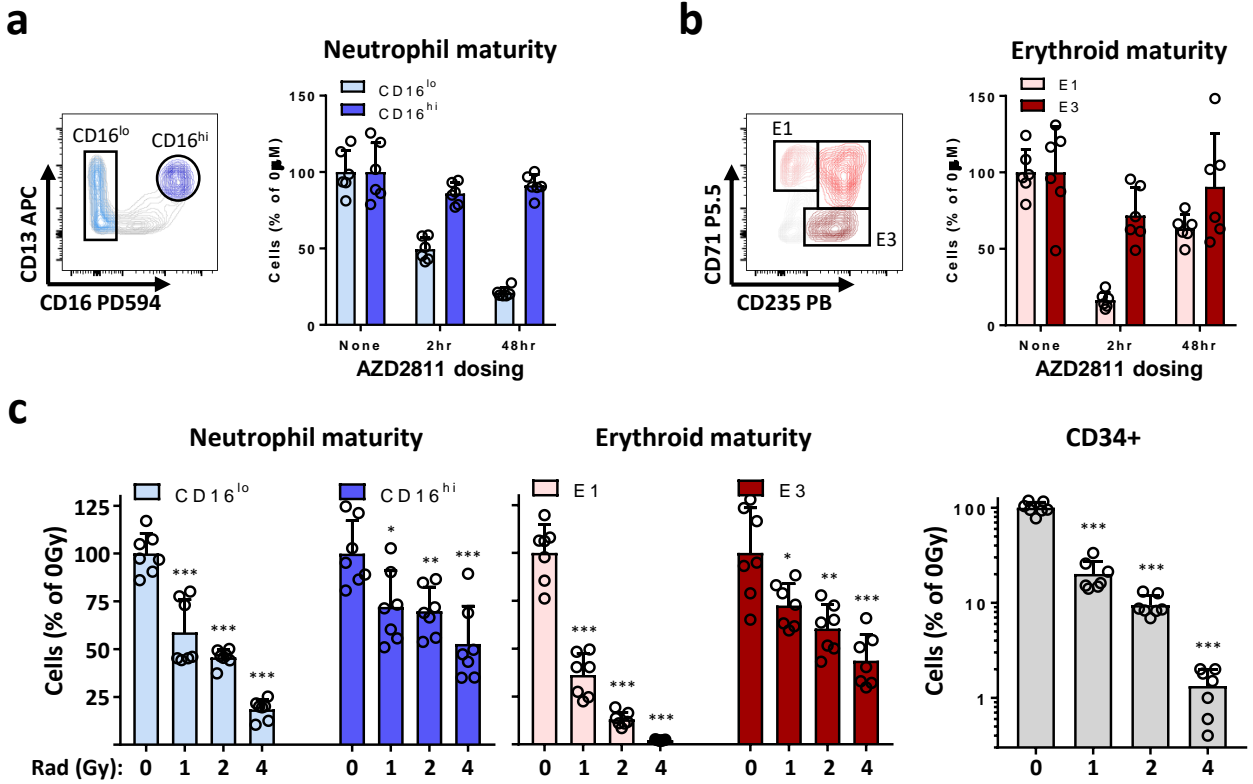 a
Neutrophil maturity
CD16lo
CD16hi
150
100
50
0
Cells (% of 0µM)
None 2hr 48hr
AZD2811 dosing
CD16lo CD16hi
CD13 APC
CD16 PD594
b
Erythroid maturity
E1
E3
150
100
50
0
Cells (% of 0µM)
None 2hr 48hr
AZD2811 dosing
E1
E3
CD71 P5.5
CD235 PB
c
Neutrophil maturity Erythroid maturity CD34+
CD16lo CD16hi E1 E3
125
100
75
50
25
Cells (% of 0Gy)
*** *** ***
* ** ***
*** *** ***
* ** ***
Rad (Gy): 0 1 2 4 0 1 2 4 0 1 2 4 0 1 2 4
100
10
1
Cells (% of 0Gy)
*** *** ***
0 1 2 4